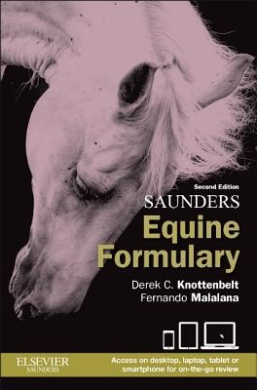 Second Edition
SAUNDERS
Equine
Formulary
Derek C. Knottenbelt
Fernando Malalana
ELSEVIER
SAUNDERS
Access on desktop, laptop, tablet or
smartphone for on-the-go review